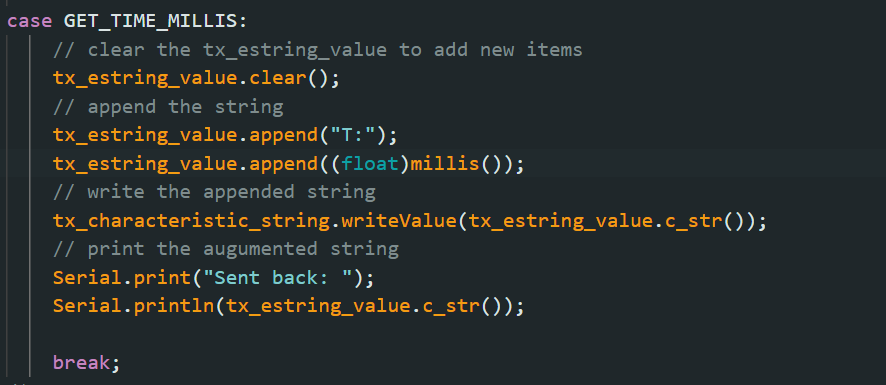 case GET_TIME_MILLIS:
// clear the tx_estring_value to add new items
tx_estring_value.clear();
// append the string
tx_estring_value.append("T:");
tx_estring_value.append((float)millis());
// write the appended string
tx_characteristic_string.writeValue(tx_estring_value.c_str());
// print the augumented string
Serial.print("Sent back: ");
Serial.println(tx_estring_value.c_str());
break;